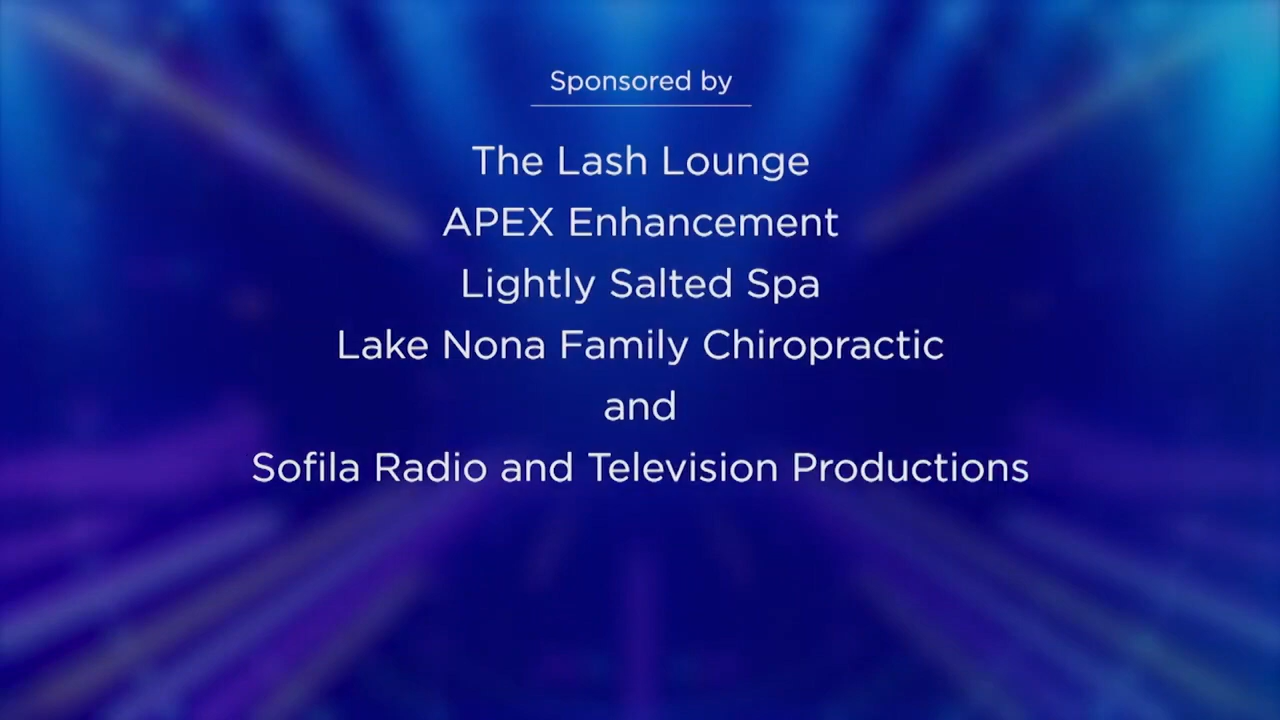 Sponsored by
The Lash Lounge
APEX Enhancement
Lightly Salted Spa
Lake Nona Family Chiropractic
and
Sofila Radio and Television Productions